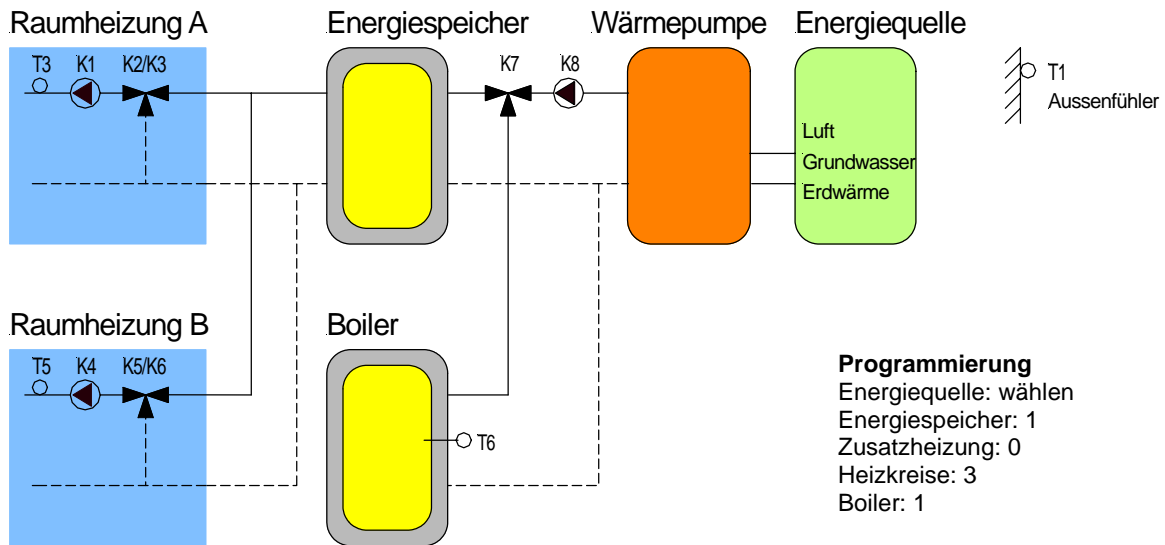 Raumheizung A
T3 K1 K2/K3
Energiespeicher
K7 K8
Wärmepumpe
Energiequelle
Luft
Grundwasser
Erdwärme
T1
Aussenfühler
Raumheizung B
T5 K4 K5/K6
Boiler
T6
Programmierung
Energiequelle: wählen
Energiespeicher: 1
Zusatzheizung: 0
Heizkreise: 3
Boiler: 1